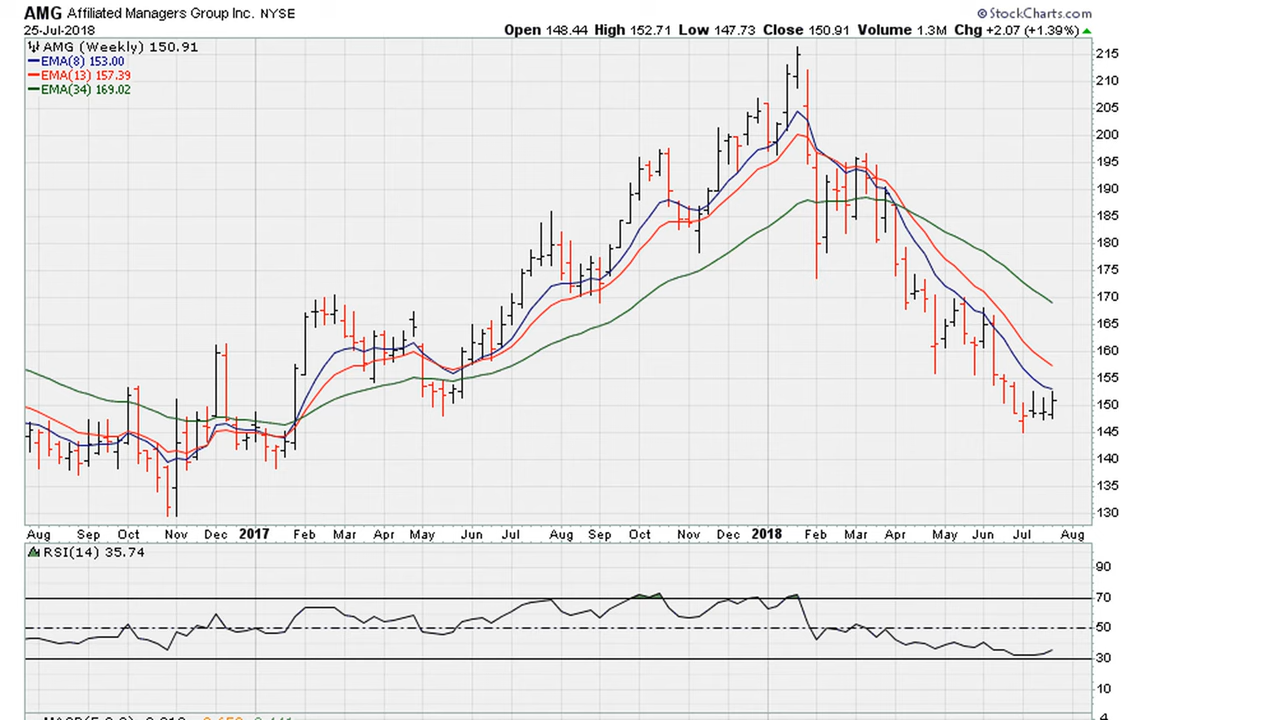 AMG Affiliated Managers Group Inc. NYSE
© StockCharts.com
25-Jul-2018
Open 148.44 High 152.71 Low 147.73 Close 150.91 Volume 1.3M Chg +2.07 (+1.39%)
AMG (Weekly) 150.91
EMA(8) 153.00
EMA(13) 157.39
EMA(34) 169.02
215
210
205
200
195
190
185
180
175
170
165
160
155
150
145
140
135
130
Aug Sep Oct Nov Dec 2017 Feb Mar Apr May Jun Jul Aug Sep Oct Nov Dec 2018 Feb Mar Apr May Jun Jul Aug
RSI(14) 35.74
90
70
50
30
10